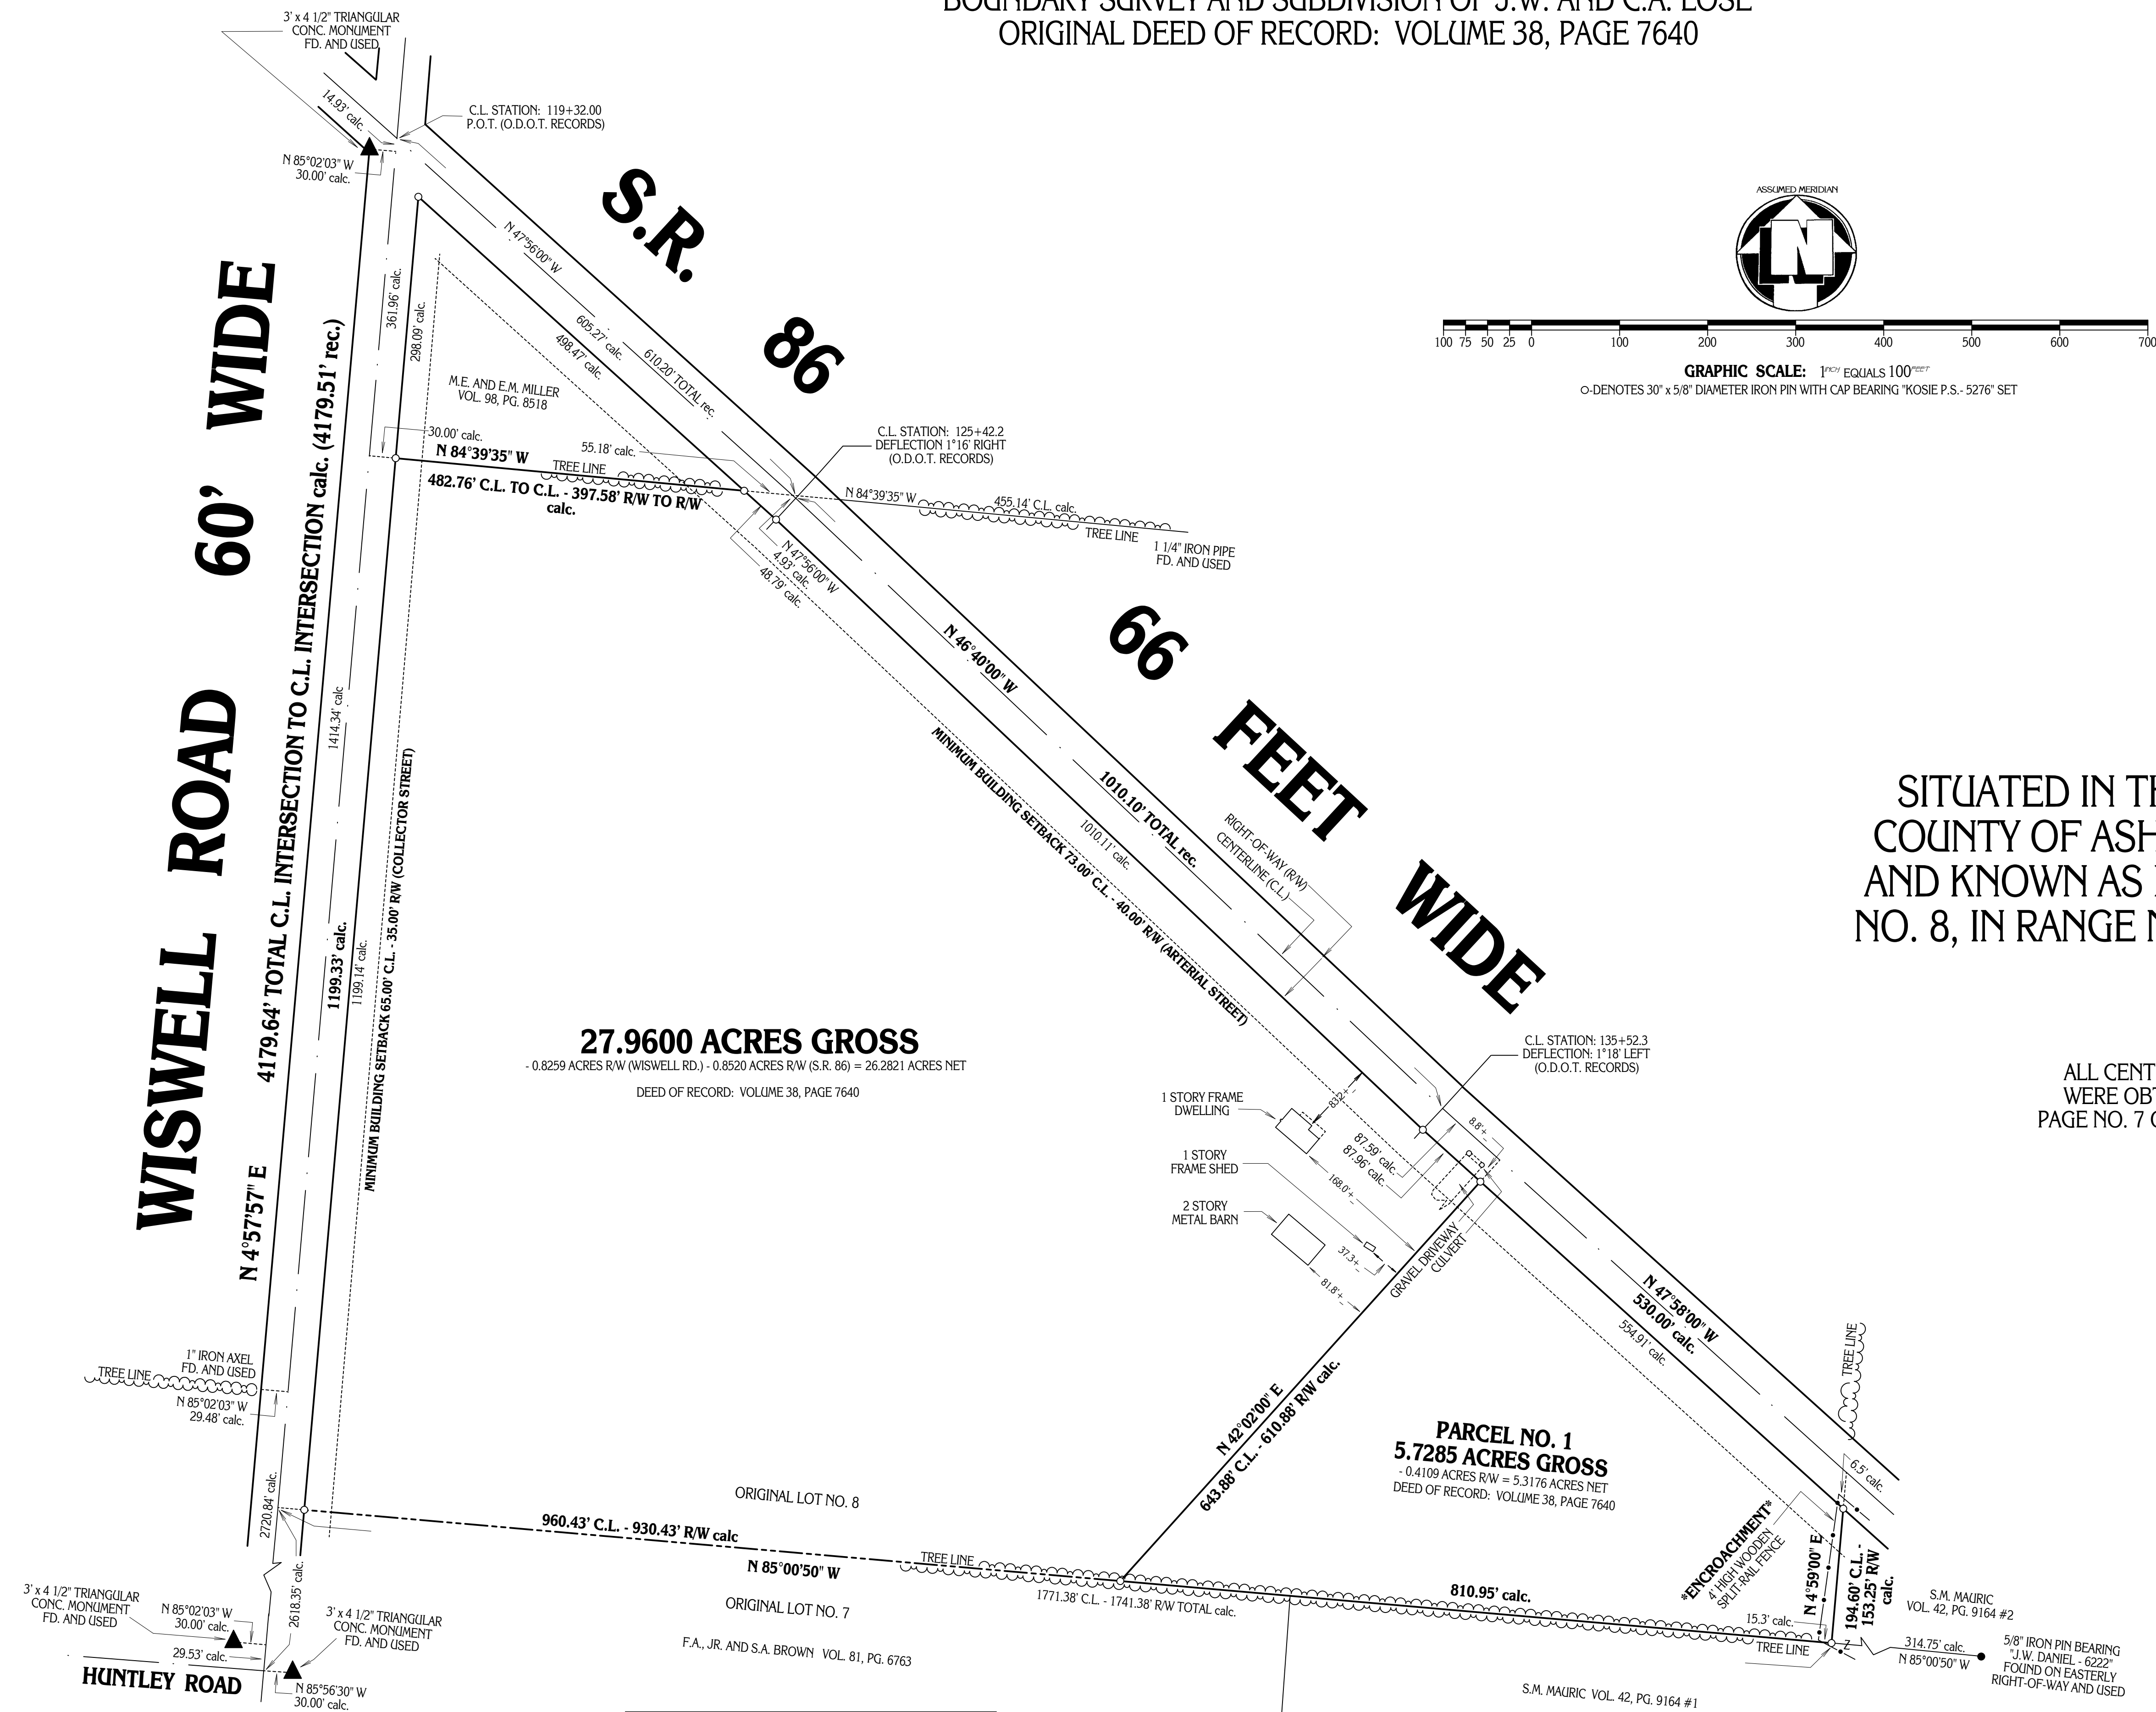 BOUNDARY SURVEY AND SUBDIVISION OF J.W. AND C.A. LOSE
ORIGINAL DEED OF RECORD: VOLUME 38, PAGE 7640
3' x 4 1/2" TRIANGULAR
CONC. MONUMENT
FD. AND USED
14.93' calc.
C.L. STATION: 119+32.00
P.O.T. (O.D.O.T. RECORDS)
N 85°02'03" W
30.00' calc.
S.R. 86 66 FEET WIDE
ASSUMED MERIDIAN
N
100 75 50 25 0 100 200 300 400 500 600 700
GRAPHIC SCALE: 1INCH EQUALS 100FEET
O-DENOTES 30" x 5/8" DIAMETER IRON PIN WITH CAP BEARING "KOSIE P.S.- 5276" SET
WISWELL ROAD 60' WIDE
N 4°57'57" E 4179.64' TOTAL C.L. INTERSECTION TO C.L. INTERSECTION calc. (4179.51' rec.)
361.96' calc.
298.09' calc.
N 47°56'00" W
605.27' calc.
610.20' TOTAL rec.
498.47' calc.
M.E. AND E.M. MILLER
VOL. 98, PG. 8518
30.00' calc.
N 84°39'35" W
55.18' calc.
TREE LINE
482.76' C.L. TO C.L. - 397.58' R/W TO R/W
calc.
C.L. STATION: 125+42.2
DEFLECTION 1°16' RIGHT
(O.D.O.T. RECORDS)
N 84°39'35" W
455.14' C.L. calc.
TREE LINE
1 1/4" IRON PIPE
FD. AND USED
N 47°56'00" W
4.93' calc.
48.79' calc.
N 46°40'00" W
1010.10' TOTAL rec.
MINIMUM BUILDING SETBACK 73.00' C.L. - 40.00' R/W (ARTERIAL STREET)
1010.11' calc.
RIGHT-OF-WAY (R/W)
CENTERLINE (C.L.)
1414.34' calc
1199.33' calc.
1199.14' calc.
MINIMUM BUILDING SETBACK 65.00' C.L. - 35.00' R/W (COLLECTOR STREET)
SITUATED IN TH
COUNTY OF ASH
AND KNOWN AS
NO. 8, IN RANGE N
27.9600 ACRES GROSS
- 0.8259 ACRES R/W (WISWELL RD.) - 0.8520 ACRES R/W (S.R. 86) = 26.2821 ACRES NET
DEED OF RECORD: VOLUME 38, PAGE 7640
ALL CENT
WERE OBT
PAGE NO. 7
C.L. STATION: 135+52.3
DEFLECTION: 1°18' LEFT
(O.D.O.T. RECORDS)
1 STORY FRAME
DWELLING
83.2+_
8.8'+_
87.59' calc.
87.96' calc.
1 STORY
FRAME SHED
168.0'+_
2 STORY
METAL BARN
37.3+_
81.8'+_
GRAVEL DRIVEWAY
CULVERT
N 47°58'00" W
530.00' calc.
554.91' calc.
TREE LINE
1" IRON AXEL
FD. AND USED
TREE LINE
N 85°02'03" W
29.48' calc.
N 42°02'00" E
643.88' C.L. - 610.88' R/W calc.
PARCEL NO. 1
5.7285 ACRES GROSS
- 0.4109 ACRES R/W = 5.3176 ACRES NET
DEED OF RECORD: VOLUME 38, PAGE 7640
6.5' calc.
*ENCROACHMENT*
4' HIGH WOODEN
SPLIT-RAIL FENCE
N 4°59'00" E
194.60' C.L. -
153.25' R/W
calc.
2720.84' calc.
ORIGINAL LOT NO. 8
960.43' C.L. - 930.43' R/W calc
N 85°00'50" W
TREE LINE
1771.38' C.L. - 1741.38' R/W TOTAL calc.
810.95' calc.
ORIGINAL LOT NO. 7
F.A., JR. AND S.A. BROWN VOL. 81, PG. 6763
15.3' calc.
TREE LINE
S.M. MAURIC
VOL. 42, PG. 9164 #2
314.75' calc.
N 85°00'50" W
5/8" IRON PIN BEARING
"J.W. DANIEL - 6222"
FOUND ON EASTERLY
RIGHT-OF-WAY AND USED
S.M. MAURIC VOL. 42, PG. 9164 #1
2618.35' calc.
3' x 4 1/2" TRIANGULAR
CONC. MONUMENT
FD. AND USED
N 85°02'03" W
30.00' calc.
3' x 4 1/2" TRIANGULAR
CONC. MONUMENT
FD. AND USED
29.53' calc.
HUNTLEY ROAD
N 85°56'30" W
30.00' calc.